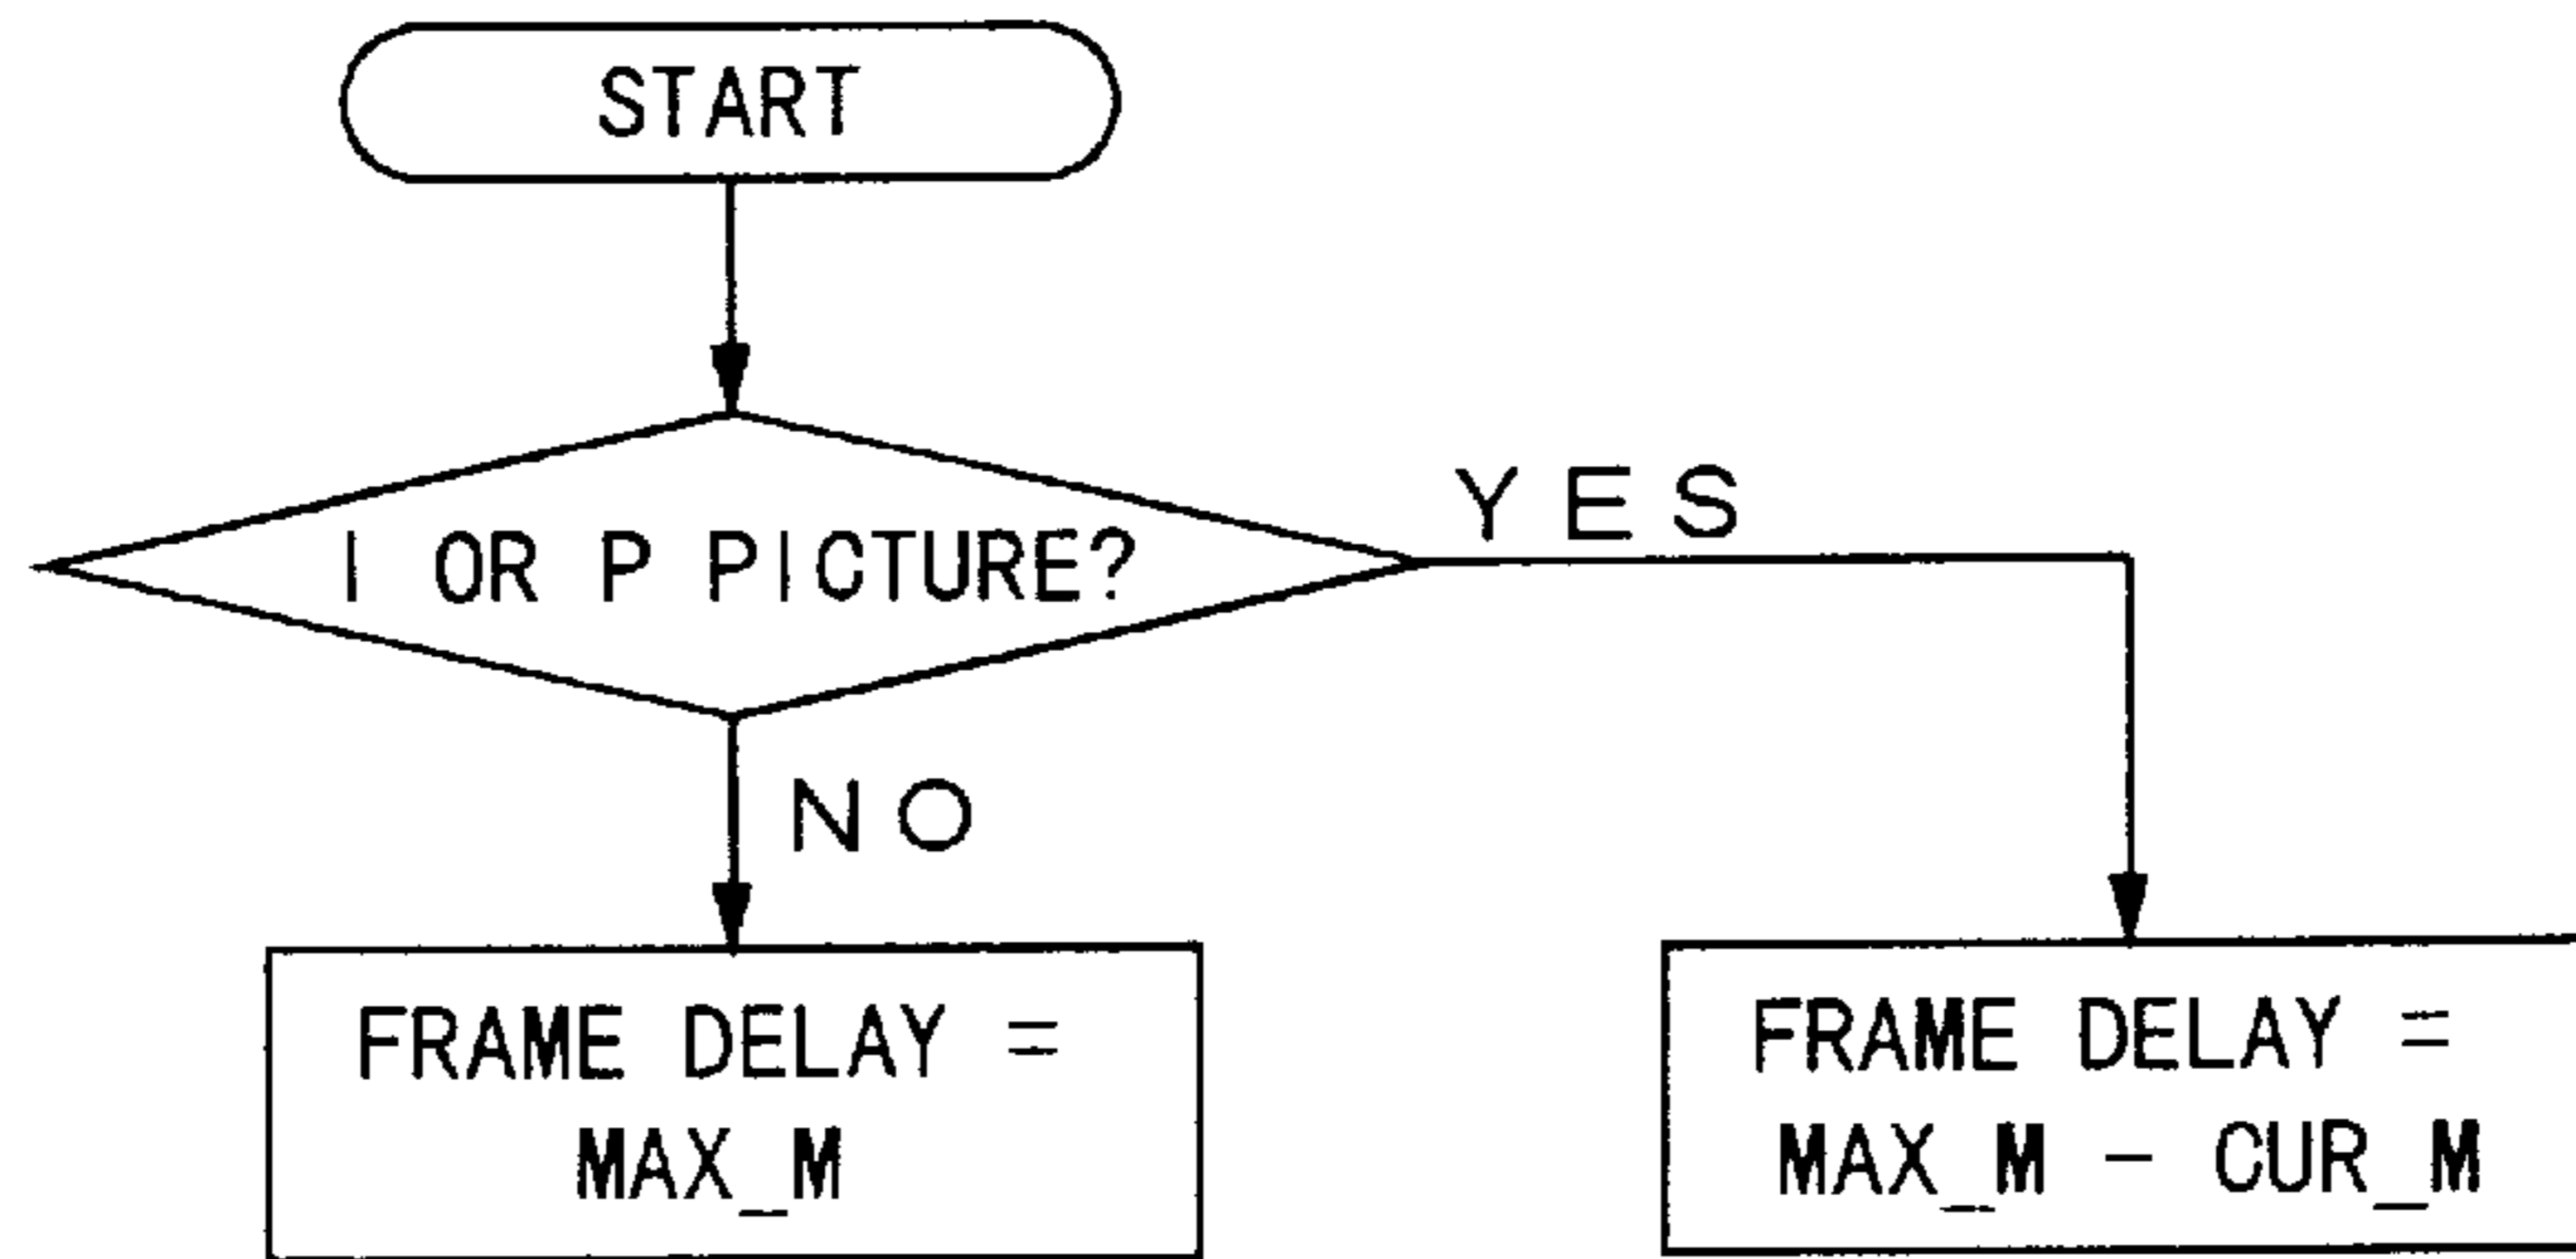 START
I OR P PICTURE?
YES
NO
FRAME DELAY =
MAX_M
FRAME DELAY =
MAX_M - CUR_M